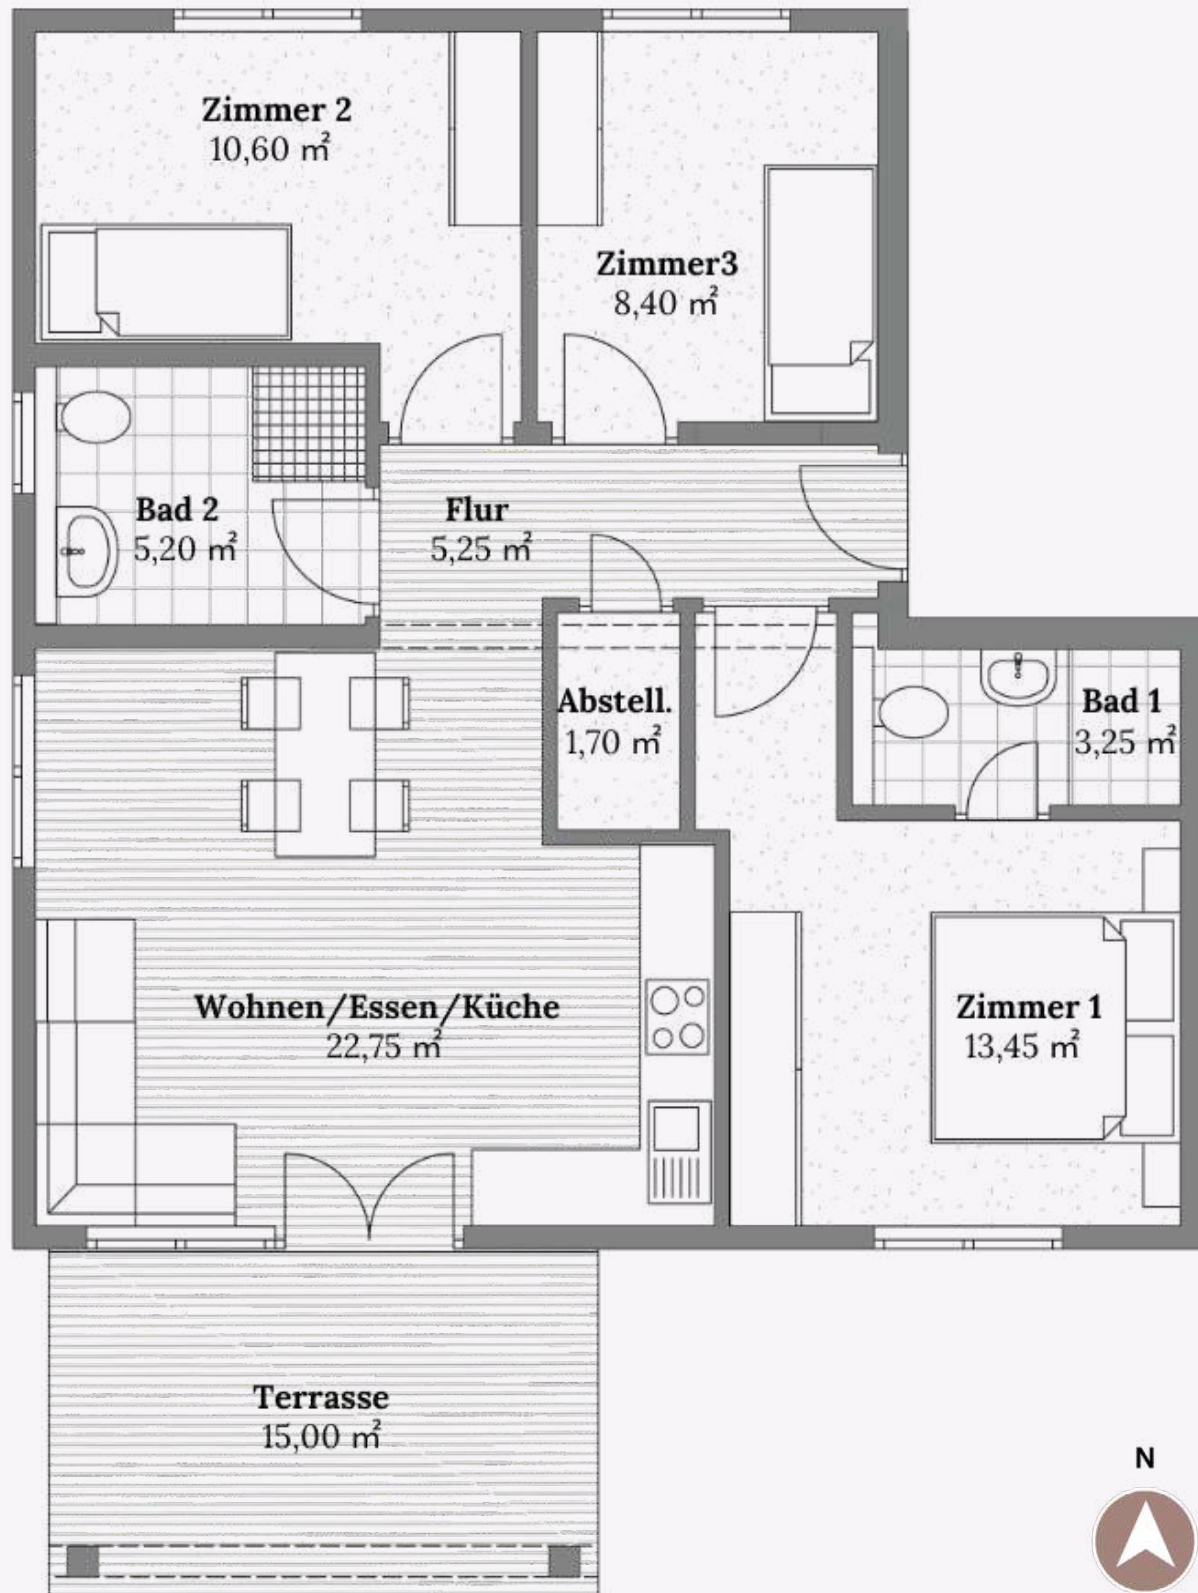 Zimmer 2
10,60 m²
Zimmer3
8,40 m²
Bad 2
5,20 m²
Flur
5,25 m²
Abstell.
1,70 m²
Bad 1
3,25 m²
Wohnen/Essen/Küche
22,75 m²
Zimmer 1
13,45 m²
Terrasse
15,00 m²
N